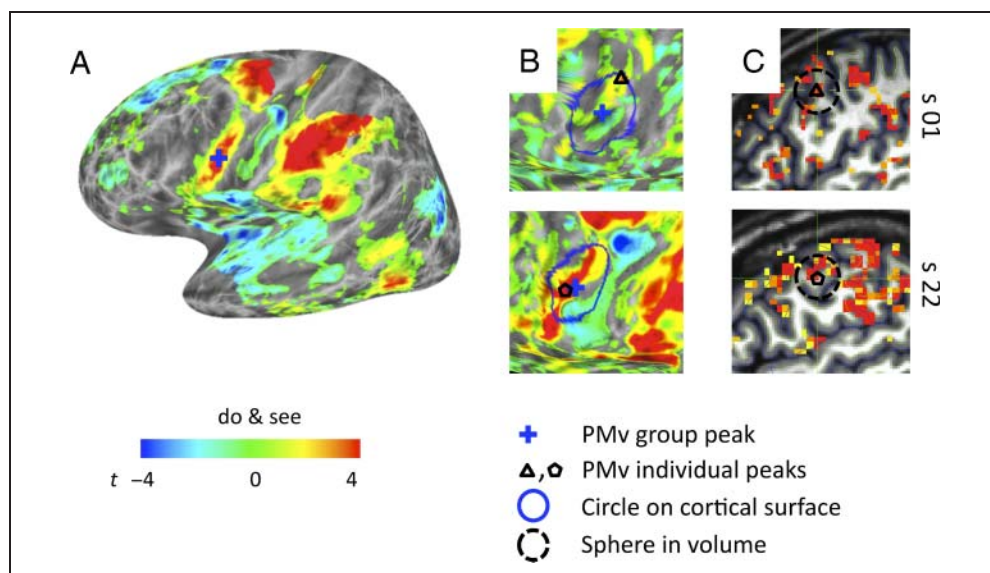 A
B
C
s 01
s 22
do & see
t −4 0 4
PMv group peak
PMv individual peaks
Circle on cortical surface
Sphere in volume